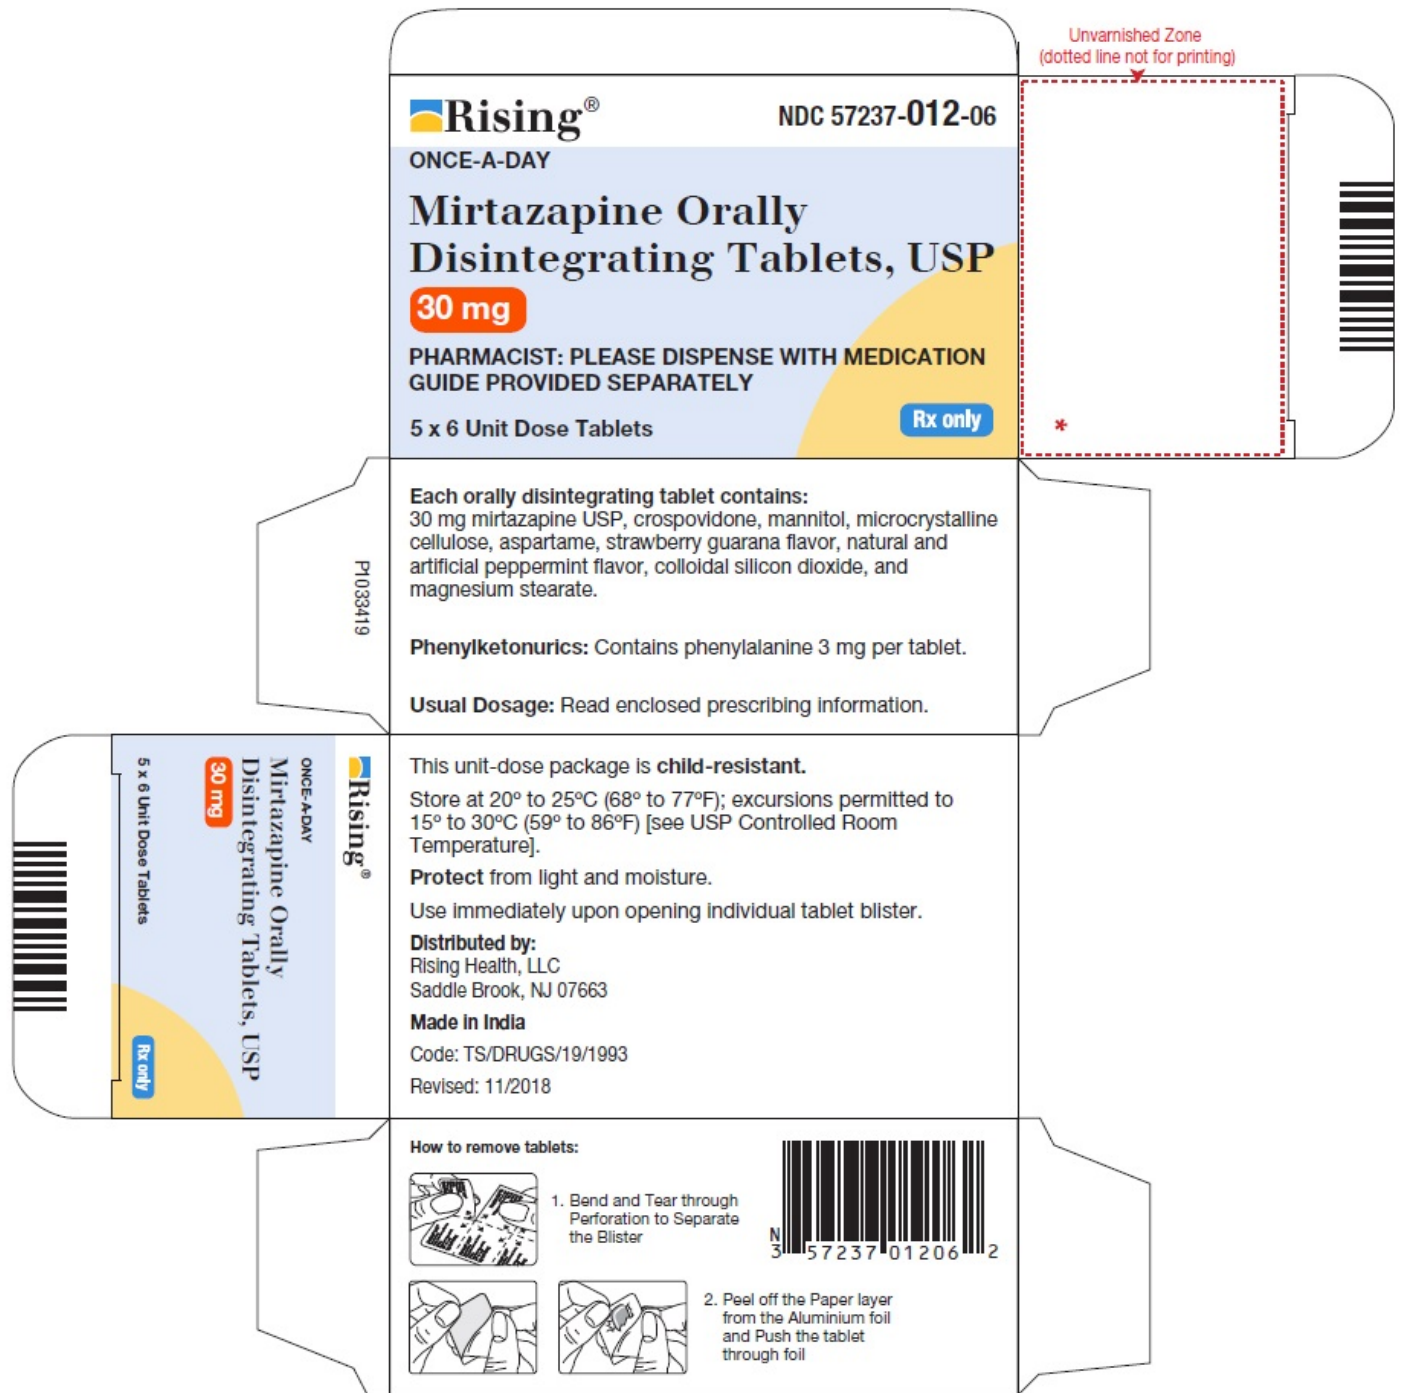 Unvarnished Zone
(dotted line not for printing)
Rising®
NDC 57237-012-06
ONCE-A-DAY
Mirtazapine Orally
Disintegrating Tablets, USP
30 mg
PHARMACIST: PLEASE DISPENSE WITH MEDICATION
GUIDE PROVIDED SEPARATELY
5 x 6 Unit Dose Tablets
Rx only
*
Each orally disintegrating tablet contains:
30 mg mirtazapine USP, crospovidone, mannitol, microcrystalline
cellulose, aspartame, strawberry guarana flavor, natural and
artificial peppermint flavor, colloidal silicon dioxide, and
magnesium stearate.
Phenylketonurics: Contains phenylalanine 3 mg per tablet.
Usual Dosage: Read enclosed prescribing information.
P1033419
Rising®
ONCE-A-DAY
Mirtazapine Orally
Disintegrating Tablets, USP
30 mg
5 x 6 Unit Dose Tablets
Rx only
This unit-dose package is child-resistant.
Store at 20º to 25ºC (68º to 77ºF); excursions permitted to
15º to 30ºC (59º to 86ºF) [see USP Controlled Room
Temperature].
Protect from light and moisture.
Use immediately upon opening individual tablet blister.
Distributed by:
Rising Health, LLC
Saddle Brook, NJ 07663
Made in India
Code: TS/DRUGS/19/1993
Revised: 11/2018
How to remove tablets:
1. Bend and Tear through
Perforation to Separate
the Blister
N
3 57237 01206 2
2. Peel off the Paper layer
from the Aluminium foil
and Push the tablet
through foil